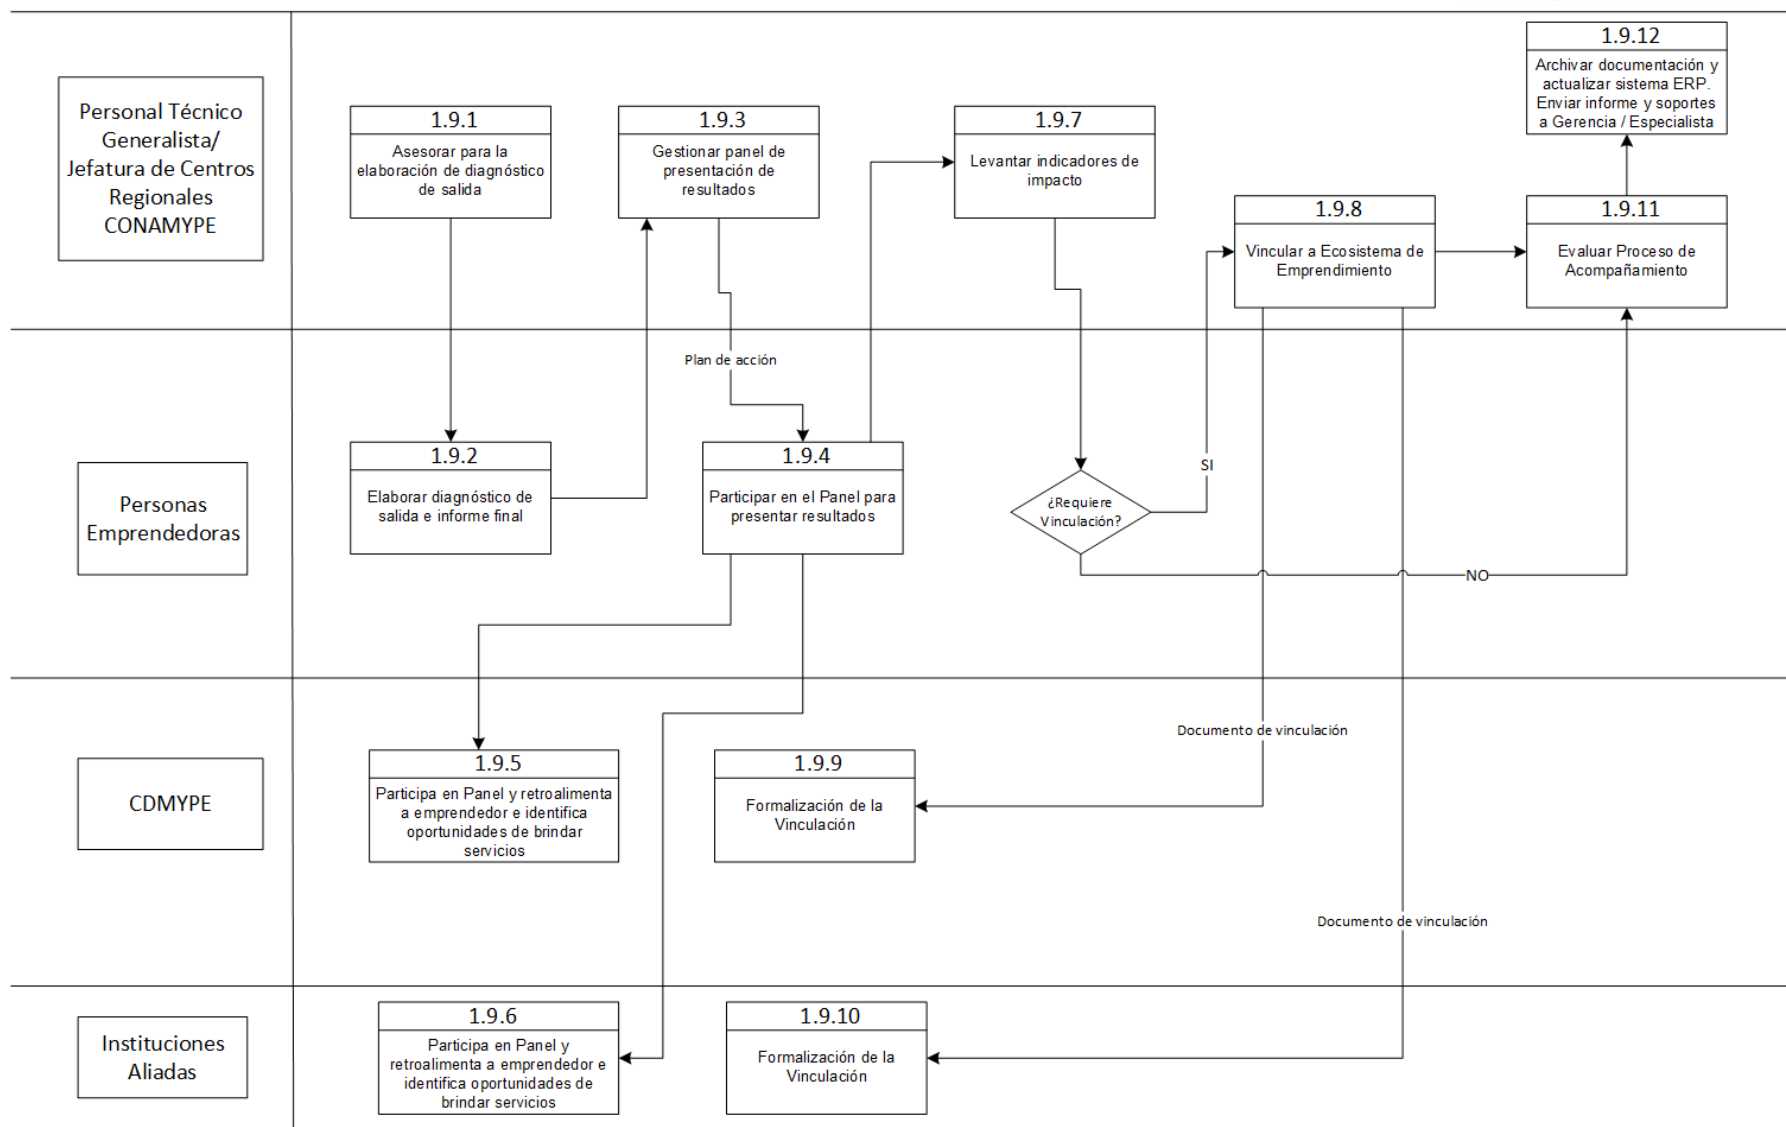 Personal Técnico
Generalista/
Jefatura de Centros
Regionales
CONAMYPE
1.9.1
Asesorar para la
elaboración de diagnóstico
de salida
1.9.3
Gestionar panel de
presentación de
resultados
1.9.7
Levantar indicadores de
impacto
1.9.8
Vincular a Ecosistema de
Emprendimiento
1.9.12
Archivar documentación y
actualizar sistema ERP.
Enviar informe y soportes
a Gerencia / Especialista
1.9.11
Evaluar Proceso de
Acompañamiento
Plan de acción
Personas
Emprendedoras
1.9.2
Elaborar diagnóstico de
salida e informe final
1.9.4
Participar en el Panel para
presentar resultados
¿Requiere
Vinculación?
SI
NO
CDMYPE
1.9.5
Participa en Panel y retroalimenta
a emprendedor e identifica
oportunidades de brindar
servicios
1.9.9
Formalización de la
Vinculación
Documento de vinculación
Documento de vinculación
Instituciones
Aliadas
1.9.6
Participa en Panel y
retroalimenta a emprendedor e
identifica oportunidades de
brindar servicios
1.9.10
Formalización de la
Vinculación